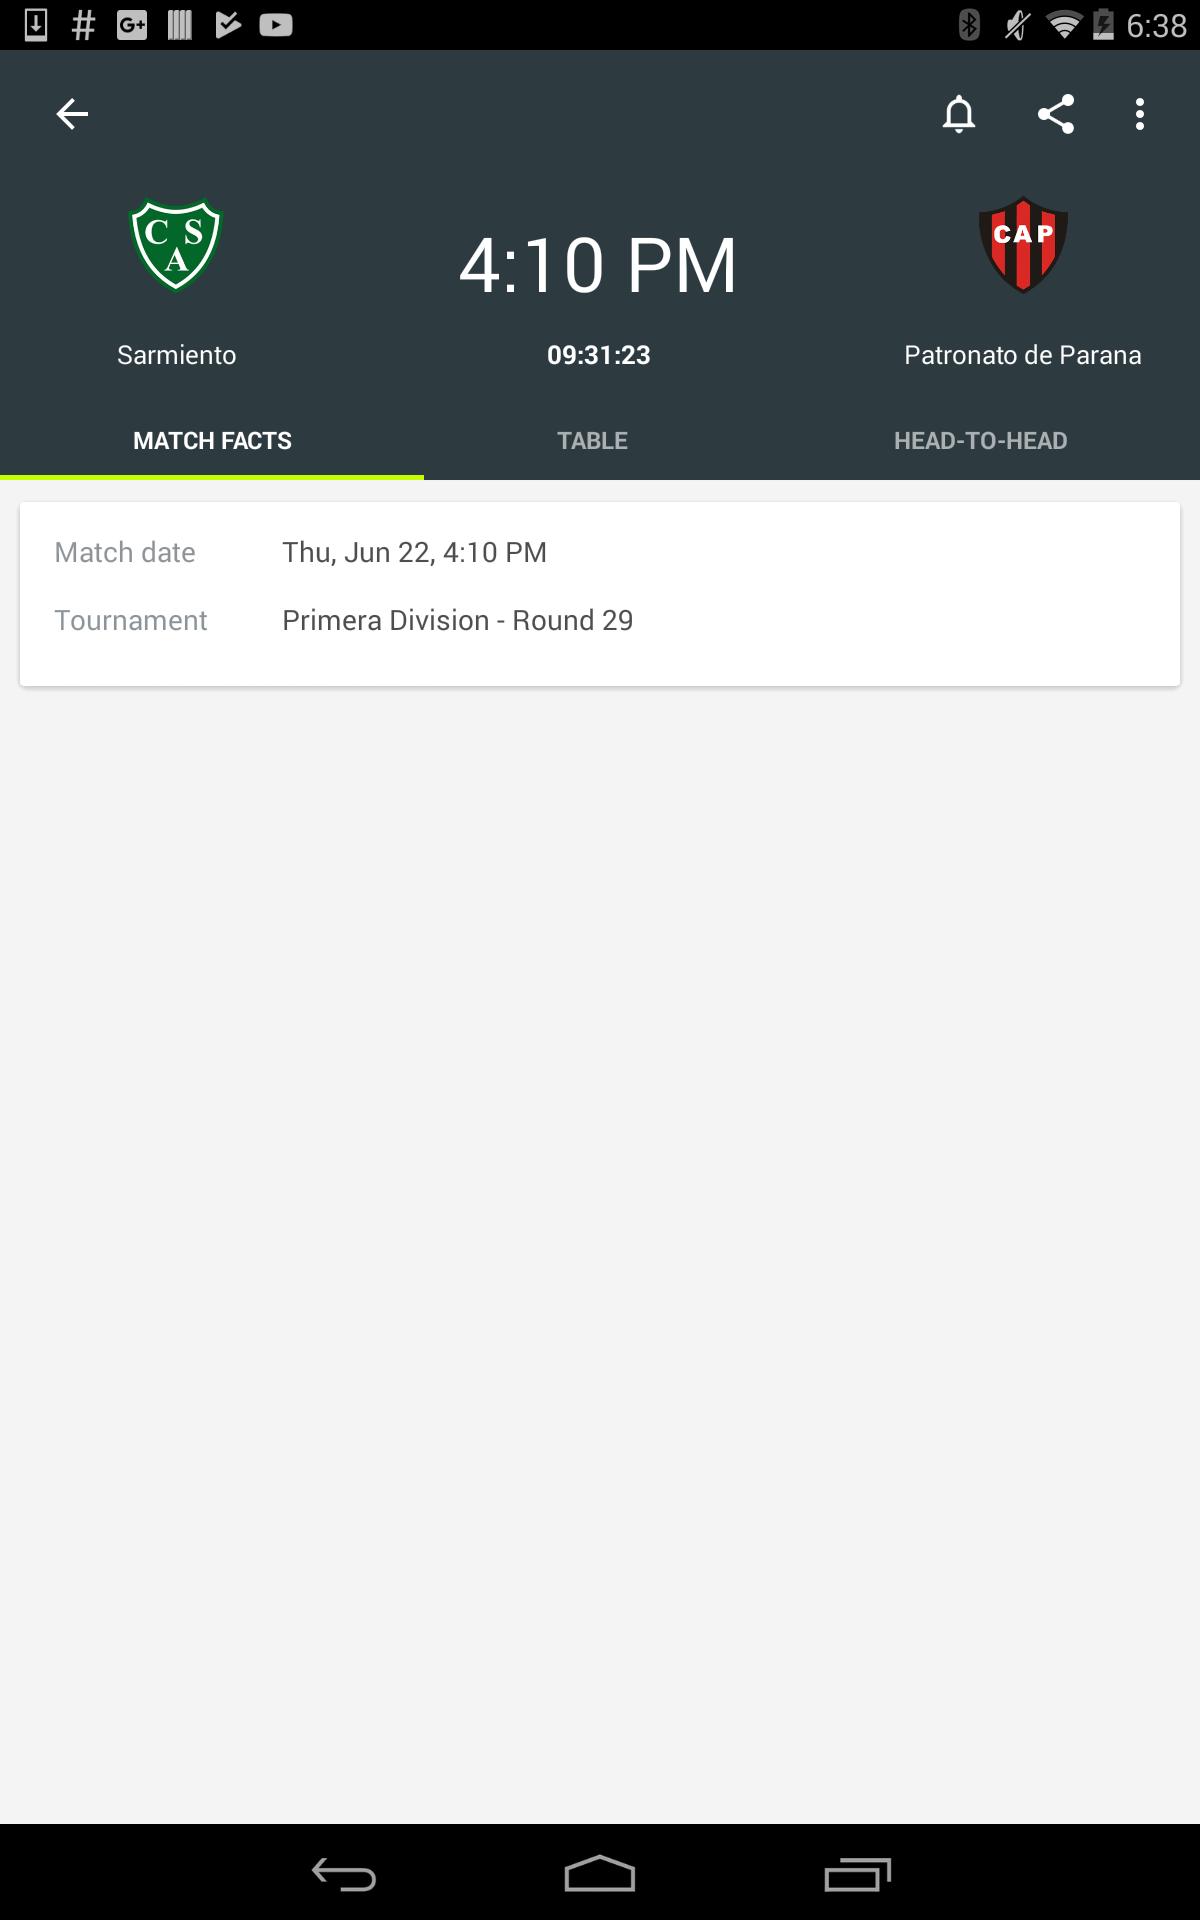 6:38
C S
A
4:10 PM
CAP
Sarmiento
09:31:23
Patronato de Parana
MATCH FACTS
TABLE
HEAD-TO-HEAD
Match date
Thu, Jun 22, 4:10 PM
Tournament
Primera Division - Round 29